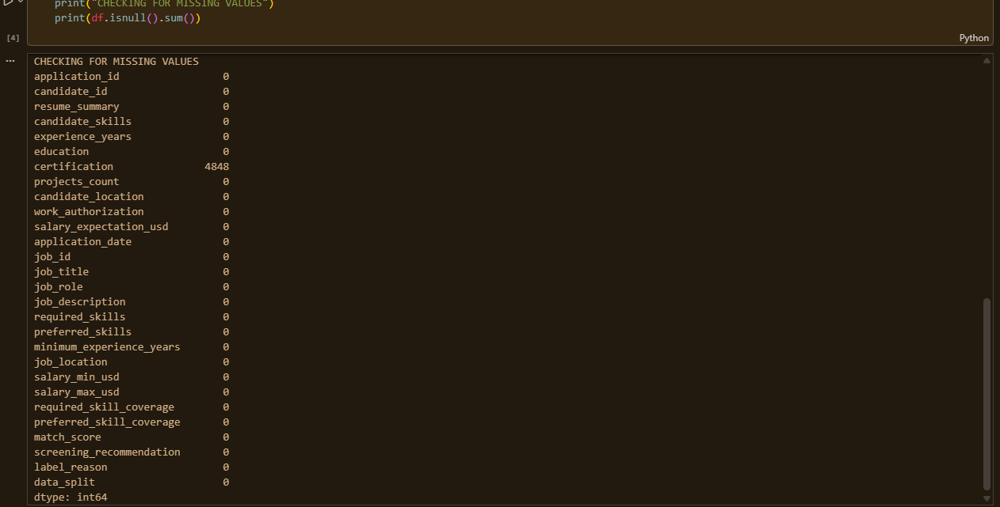 print("CHECKING FOR MISSING VALUES")
print(df.isnull().sum())
[4]
Python
...
CHECKING FOR MISSING VALUES
application_id 0
candidate_id 0
resume_summary 0
candidate_skills 0
experience_years 0
education 0
certification 4848
projects_count 0
candidate_location 0
work_authorization 0
salary_expectation_usd 0
application_date 0
job_id 0
job_title 0
job_role 0
job_description 0
required_skills 0
preferred_skills 0
minimum_experience_years 0
job_location 0
salary_min_usd 0
salary_max_usd 0
required_skill_coverage 0
preferred_skill_coverage 0
match_score 0
screening_recommendation 0
label_reason 0
data_split 0
dtype: int64